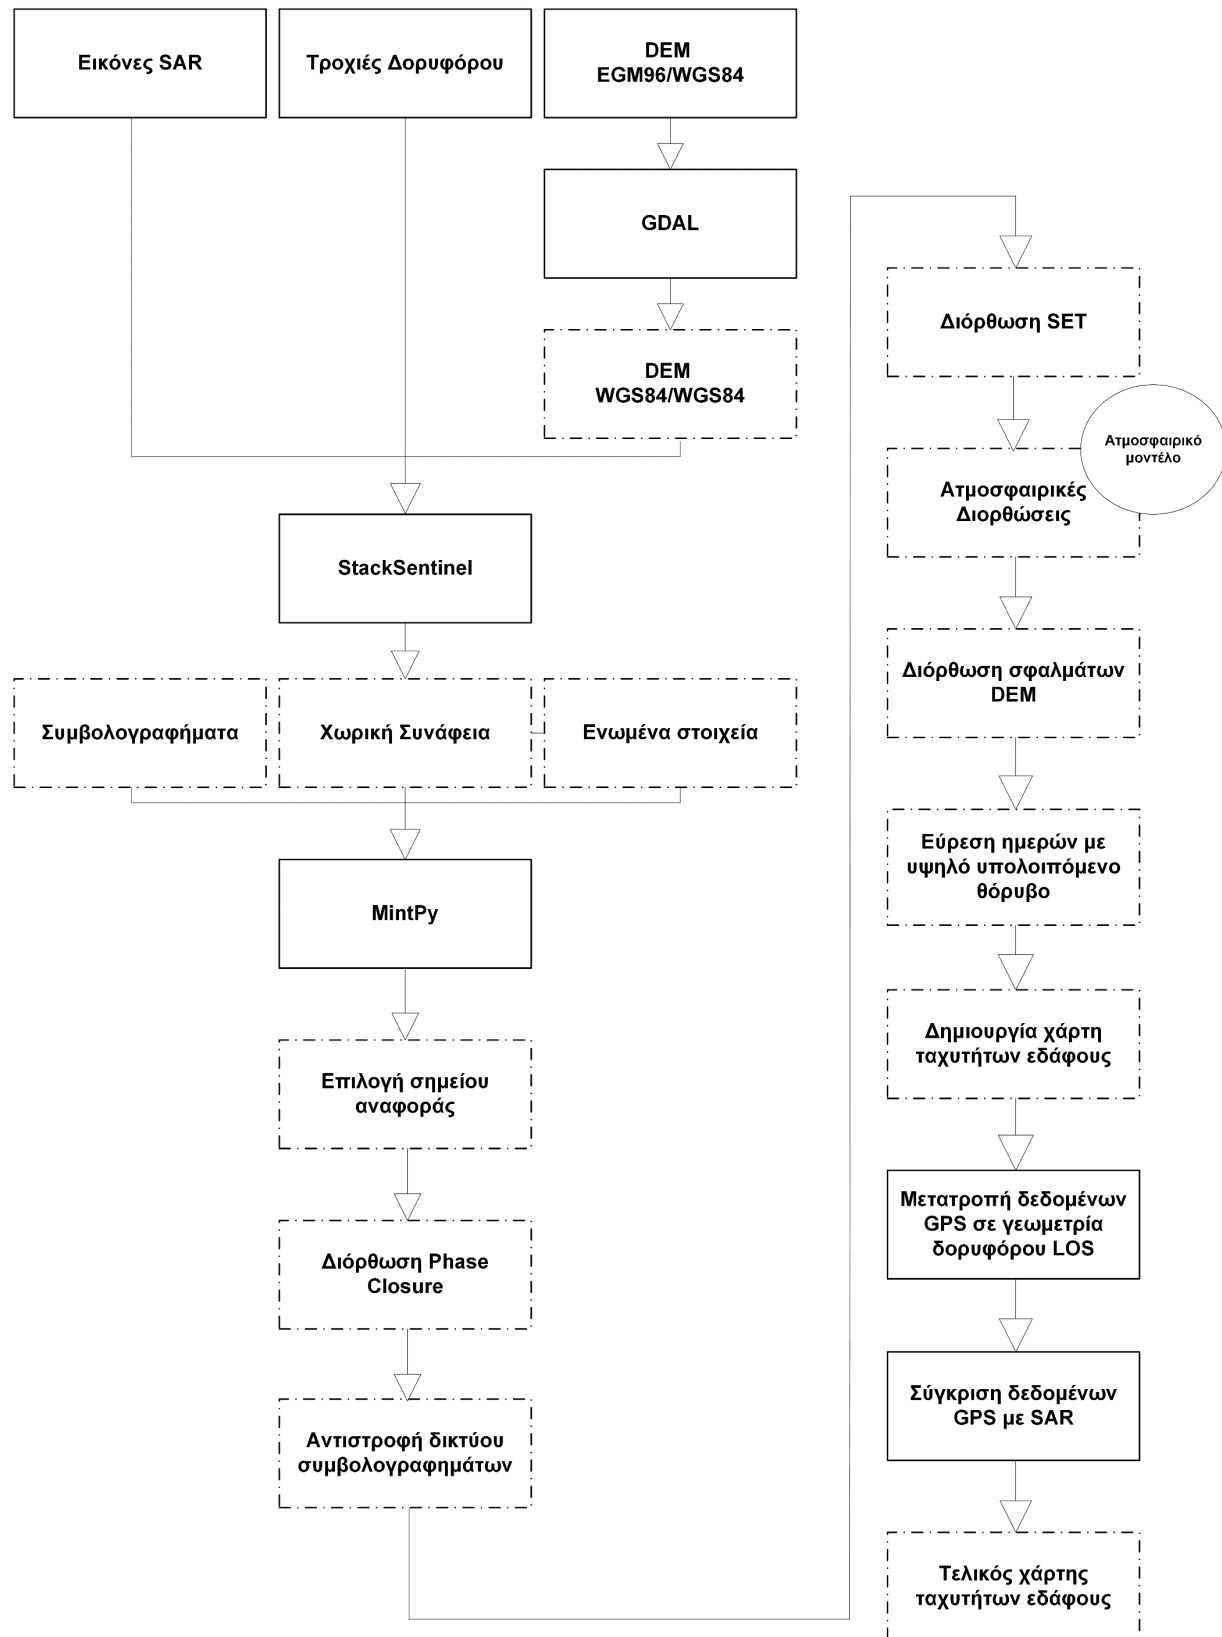 Εικόνες SAR
Τροχιές Δορυφόρου
DEM
EGM96/WGS84
GDAL
DEM
WGS84/WGS84
StackSentinel
Συμβολογραφήματα
Χωρική Συνάφεια
Ενωμένα στοιχεία
MintPy
Επιλογή σημείου
αναφοράς
Διόρθωση Phase
Closure
Αντιστροφή δικτύου
συμβολογραφημάτων
Διόρθωση SET
Ατμοσφαιρικό
μοντέλο
Ατμοσφαιρικές
Διορθώσεις
Διόρθωση σφαλμάτων
DEM
Εύρεση ημερών με
υψηλό υπολοιπόμενο
θόρυβο
Δημιουργία χάρτη
ταχυτήτων εδάφους
Μετατροπή δεδομένων
GPS σε γεωμετρία
δορυφόρου LOS
Σύγκριση δεδομένων
GPS με SAR
Τελικός χάρτης
ταχυτήτων εδάφους